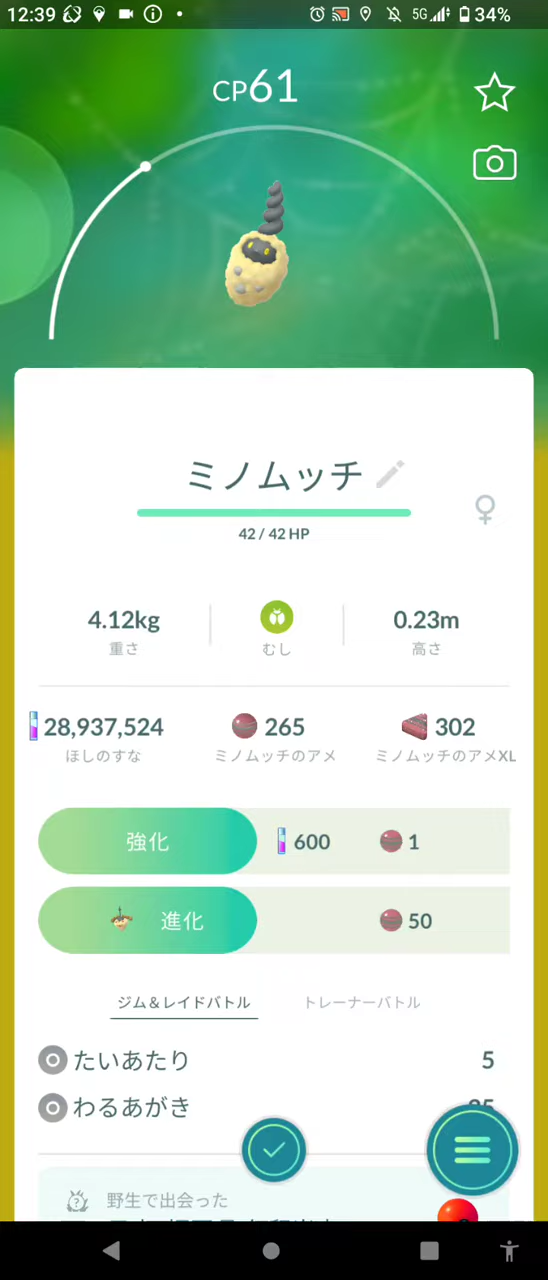 12:39 5G 34%
CP61
ミノムッチ
42 / 42 HP
4.12kg 0.23m
重さ むし 高さ
28,937,524 265 302
ほしのすな ミノムッチのアメ ミノムッチのアメXL
強化 600 1
進化 50
ジム＆レイドバトル トレーナーバトル
たいあたり 5
わるあがき
野生で出会った